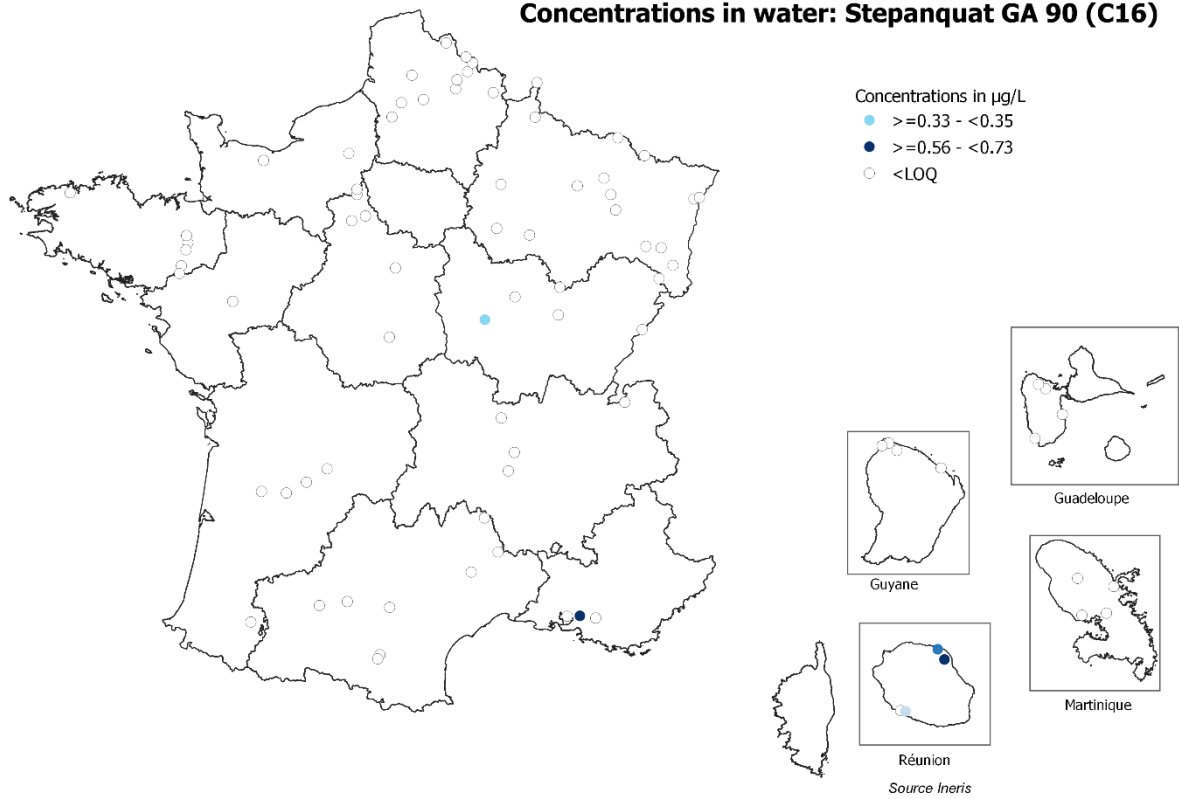 Concentrations in water: Stepanquat GA 90 (C16)
Concentrations in µg/L
>=0.33 - <0.35
>=0.56 - <0.73
<LOQ
Guadeloupe
Guyane
Martinique
Réunion
Source Ineris